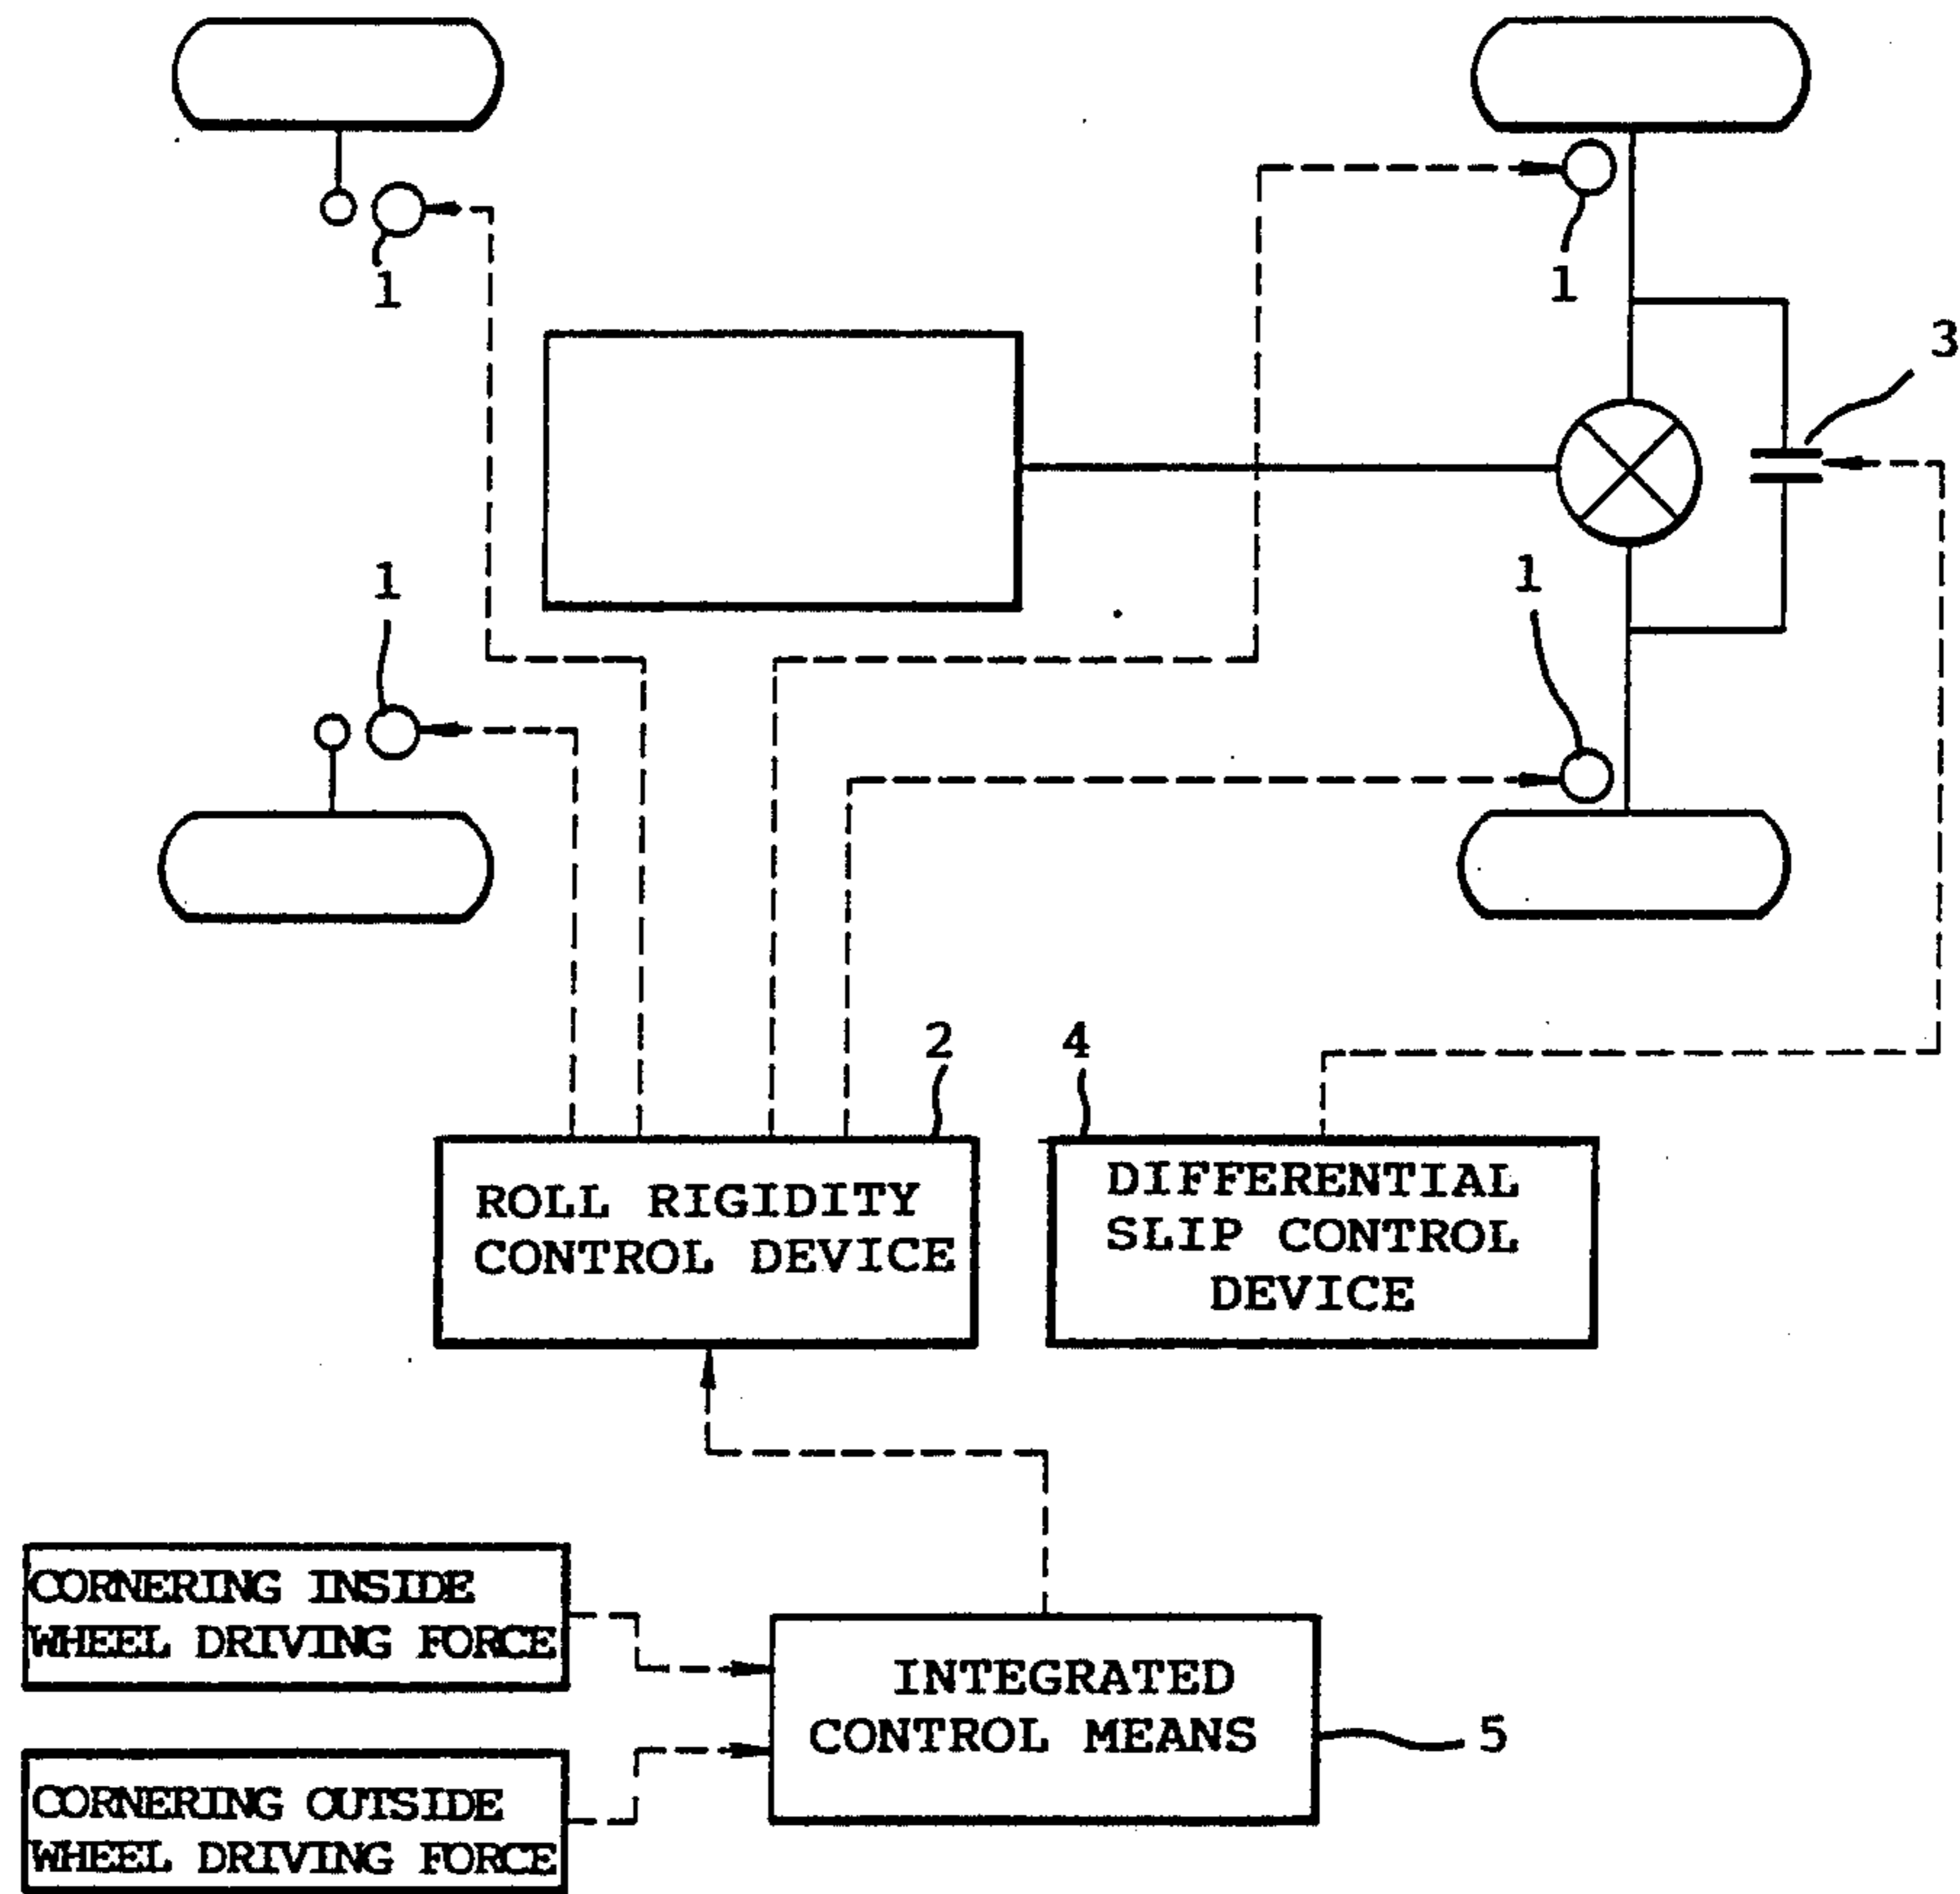 1
1
3
1
1
2
4
ROLL RIGIDITY
CONTROL DEVICE
DIFFERENTIAL
SLIP CONTROL
DEVICE
CORNERING INSIDE
WHEEL DRIVING FORCE
INTEGRATED
CONTROL MEANS
5
CORNERING OUTSIDE
WHEEL DRIVING FORCE